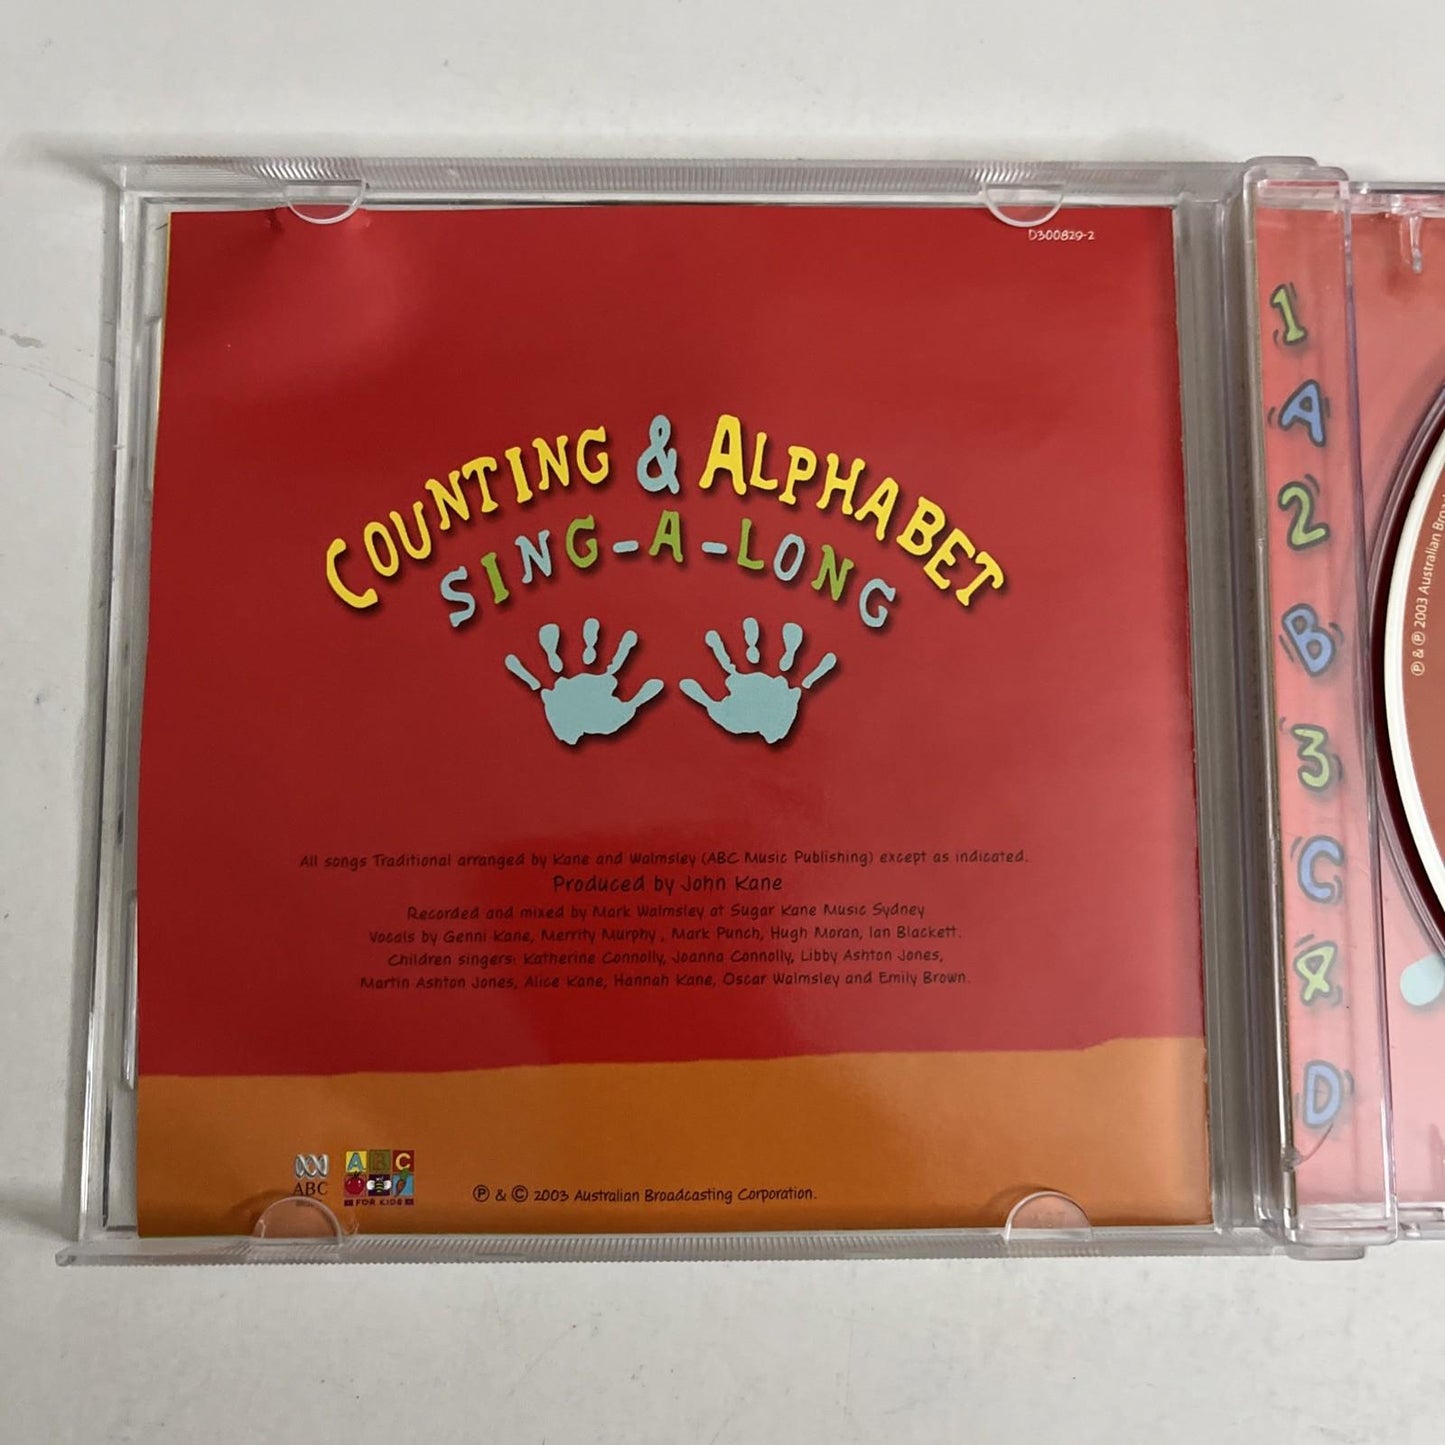 D300829-2
COUNTING & ALPHABET
SING-A-LONG
All songs Traditional arranged by Kane and Walmsley (ABC Music Publishing) except as indicated.
Produced by John Kane
Recorded and mixed by Mark Walmsley at Sugar Kane Music Sydney
Vocals by Genni Kane, Merrity Murphy , Mark Punch, Hugh Moran, Ian Blackett.
Children singers: Katherine Connolly, Joanna Connolly, Libby Ashton Jones,
Martin Ashton Jones, Alice Kane, Hannah Kane, Oscar Walmsley and Emily Brown.
ABC
ABC
FOR KIDS
Ⓟ & © 2003 Australian Broadcasting Corporation.
1
A
2
B
3
C
4
D
Ⓟ & Ⓟ 2003 Australian Broad